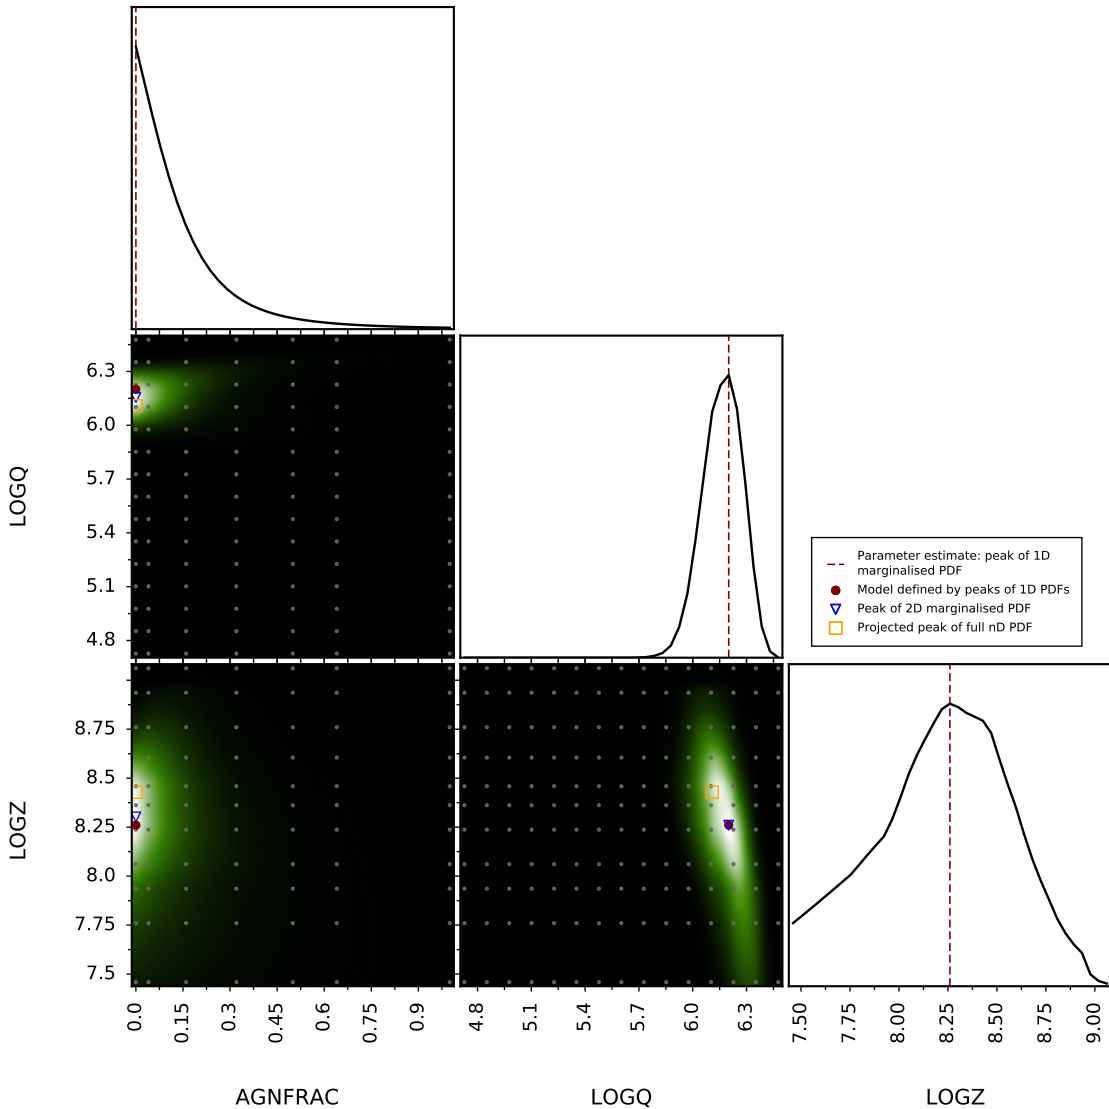 6.3
6.0
5.7
5.4
5.1
4.8
LOGQ
Parameter estimate: peak of 1D
marginalised PDF
Model defined by peaks of 1D PDFs
Peak of 2D marginalised PDF
Projected peak of full nD PDF
8.75
8.5
8.25
8.0
7.75
7.5
LOGZ
0.0 0.15 0.3 0.45 0.6 0.75 0.9
4.8 5.1 5.4 5.7 6.0 6.3
7.50 7.75 8.00 8.25 8.50 8.75 9.00
AGNFRAC
LOGQ
LOGZ